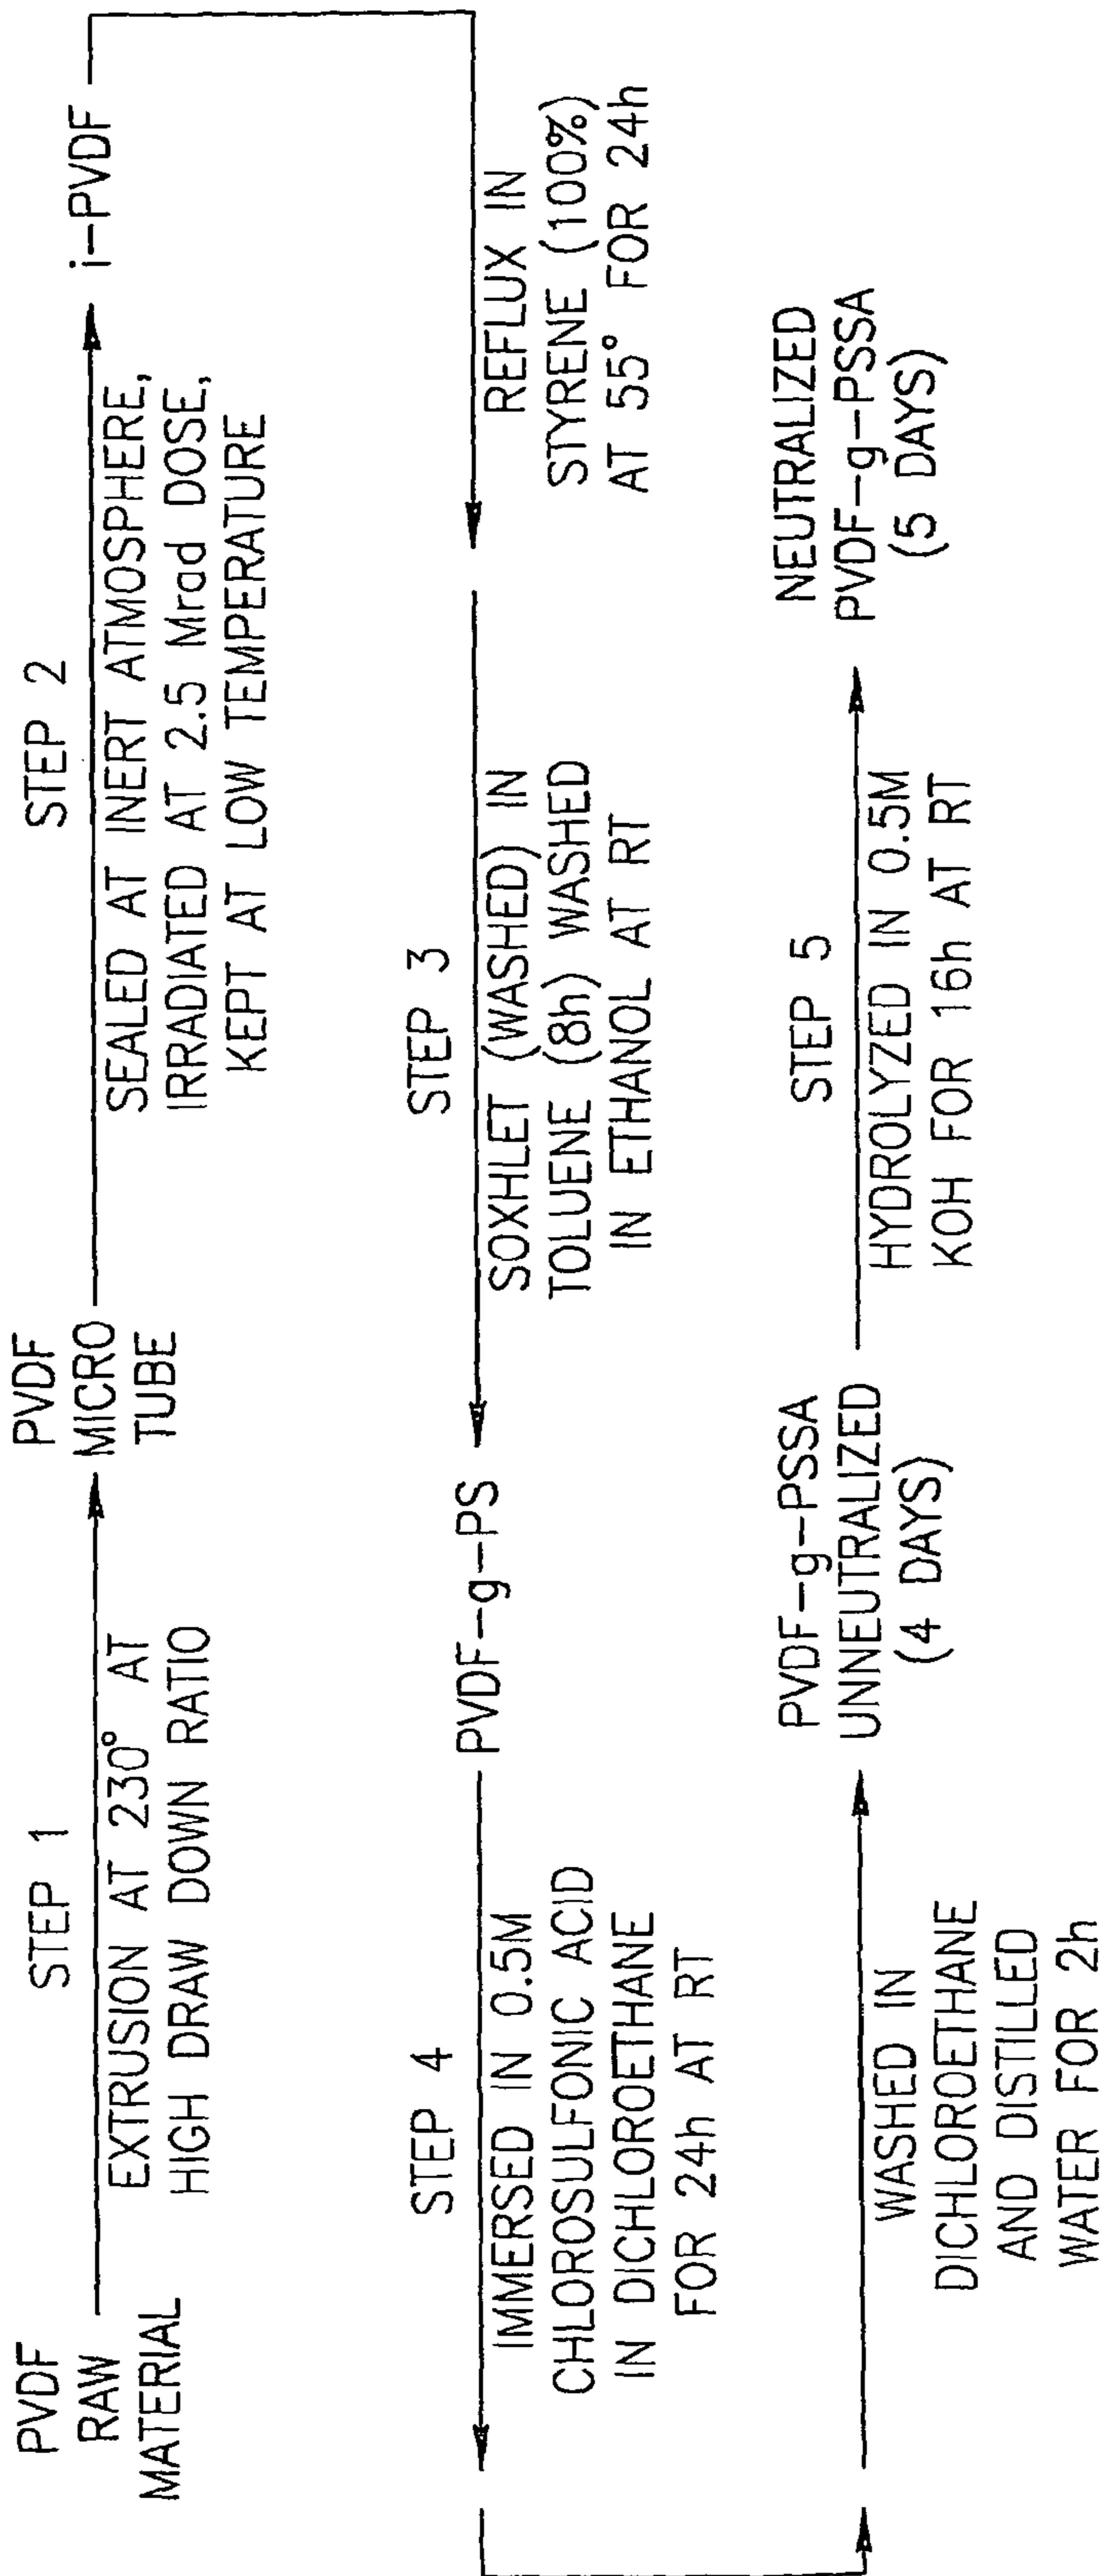 PVDF
RAW
MATERIAL
STEP 1
EXTRUSION AT 230° AT
HIGH DRAW DOWN RATIO
PVDF
MICRO
TUBE
STEP 2
SEALED AT INERT ATMOSPHERE,
IRRADIATED AT 2.5 Mrad DOSE,
KEPT AT LOW TEMPERATURE
i-PVDF
REFLUX IN
STYRENE (100%)
AT 55° FOR 24h
STEP 3
SOXHLET (WASHED) IN
TOLUENE (8h) WASHED
IN ETHANOL AT RT
PVDF-g-PS
STEP 4
IMMERSED IN 0.5M
CHLOROSULFONIC ACID
IN DICHLOROETHANE
FOR 24h AT RT
WASHED IN
DICHLOROETHANE
AND DISTILLED
WATER FOR 2h
PVDF-g-PSSA
UNNEUTRALIZED
(4 DAYS)
STEP 5
HYDROLYZED IN 0.5M
KOH FOR 16h AT RT
NEUTRALIZED
PVDF-g-PSSA
(5 DAYS)